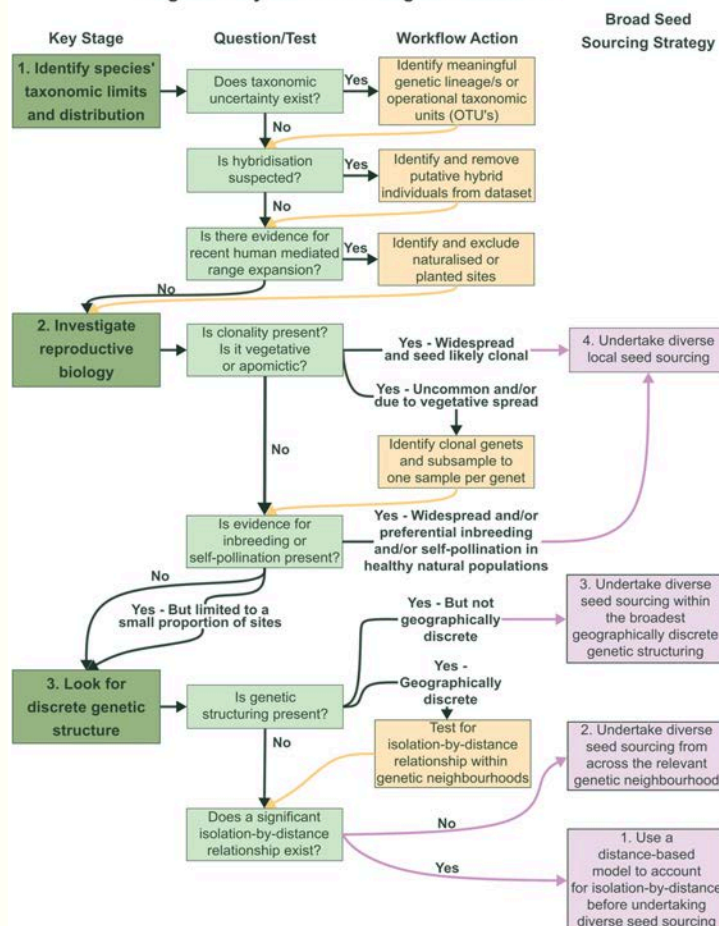 Key Stage
Question/Test
Workflow Action
Broad Seed
Sourcing Strategy
1. Identify species'
taxonomic limits
and distribution
Does taxonomic
uncertainty exist?
Yes
Identify meaningful
genetic lineage/s or
operational taxonomic
units (OTU's)
No
Is hybridisation
suspected?
Yes
Identify and remove
putative hybrid
individuals from dataset
No
Is there evidence for
recent human mediated
range expansion?
Yes
Identify and exclude
naturalised or
planted sites
No
2. Investigate
reproductive
biology
Is clonality present?
Is it vegetative
or apomictic?
Yes - Widespread
and seed likely clonal
4. Undertake diverse
local seed sourcing
Yes - Uncommon and/or
due to vegetative spread
No
Identify clonal genets
and subsample to
one sample per genet
Is evidence for
inbreeding or
self-pollination present?
Yes - Widespread and/or
preferential inbreeding
and/or self-pollination in
healthy natural populations
No
Yes - But limited to a
small proportion of sites
3. Undertake diverse
seed sourcing within
the broadest
geographically discrete
genetic structuring
Yes - But not
geographically
discrete
3. Look for
discrete genetic
structure
Is genetic
structuring present?
Yes -
Geographically
discrete
No
Test for
isolation-by-distance
relationship within
genetic neighbourhoods
2. Undertake diverse
seed sourcing from
across the relevant
genetic neighbourhood
Does a significant
isolation-by-distance
relationship exist?
No
Yes
1. Use a
distance-based
model to account
for isolation-by-distance
before undertaking
diverse seed sourcing